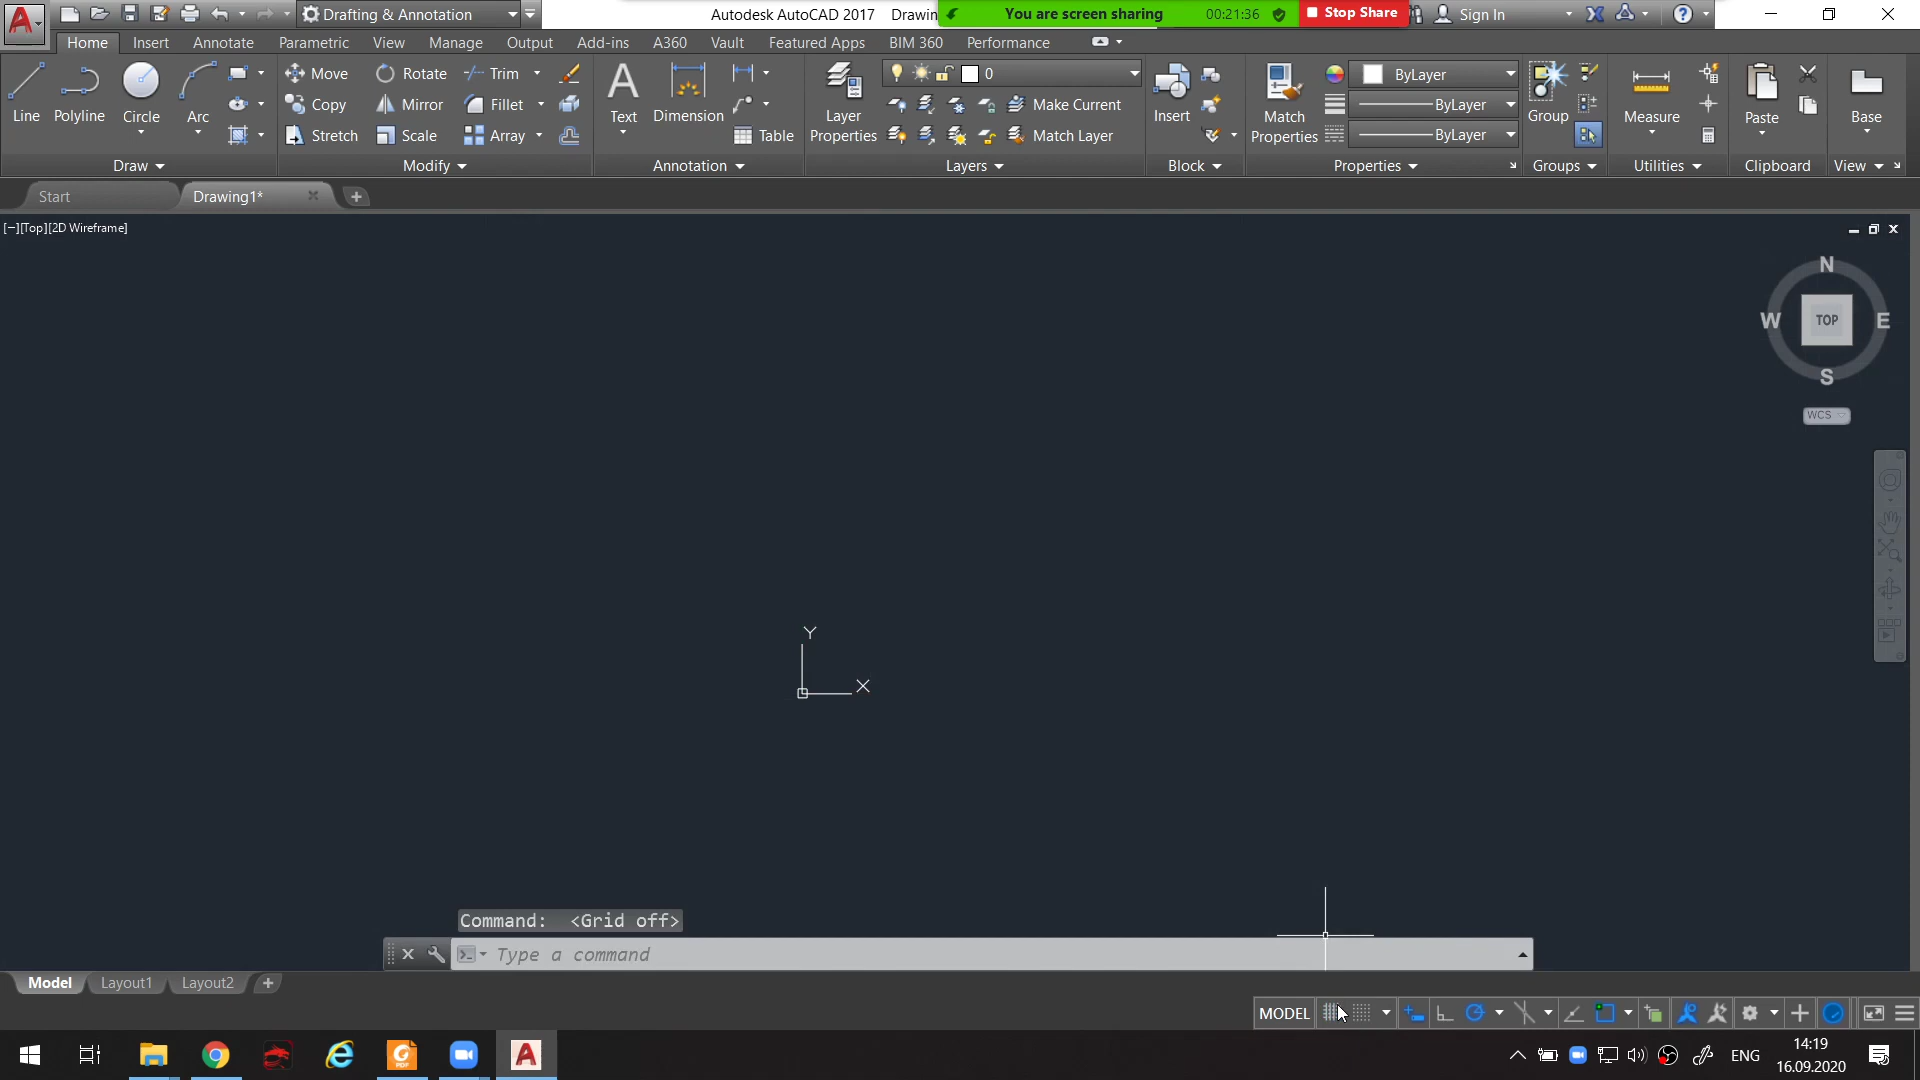 Drafting & Annotation
Autodesk AutoCAD 2017 Drawin
You are screen sharing 00:21:36 Stop Share
Sign In
Home Insert Annotate Parametric View Manage Output Add-ins A360 Vault Featured Apps BIM 360 Performance
Line Polyline Circle Arc
Move Rotate Trim
Copy Mirror Fillet
Stretch Scale Array
Text Dimension Table
Layer Properties
0
Make Current
Match Layer
Insert
Match Properties
ByLayer
ByLayer
ByLayer
Group
Measure
Paste
Base
Draw Modify Annotation Layers Block Properties Groups Utilities Clipboard View
Start Drawing1*
[−][Top][2D Wireframe]
N
W TOP E
S
WCS
Y
X
Command: <Grid off>
Type a command
Model Layout1 Layout2
MODEL
PDF
ENG
14:19
16.09.2020